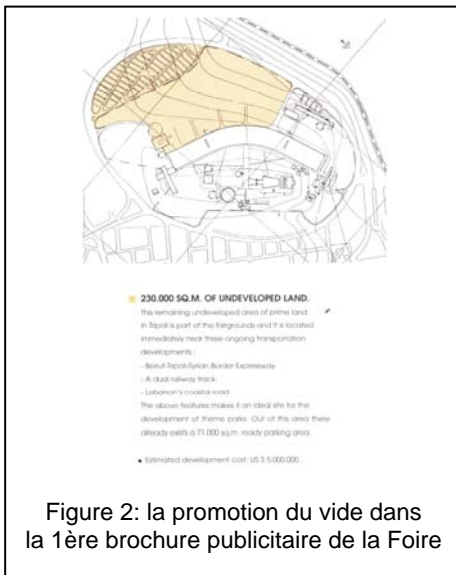 230.000 SQ.M. OF UNDEVELOPED LAND.
This remaining undeveloped area of prime land
in Tripoli is part of the fairgrounds and it is located
immediately near three ongoing transportation
developments :
- Beirut-Tripoli-Syrian Border Expressway.
- A dual railway track.
- Lebanon's coastal road.
The above features makes it an ideal site for the
development of theme parks. Out of this area there
already exists a 71.000 sq.m. ready parking area.
Estimated development cost: US $ 5.000.000.
Figure 2: la promotion du vide dans
la 1ère brochure publicitaire de la Foire